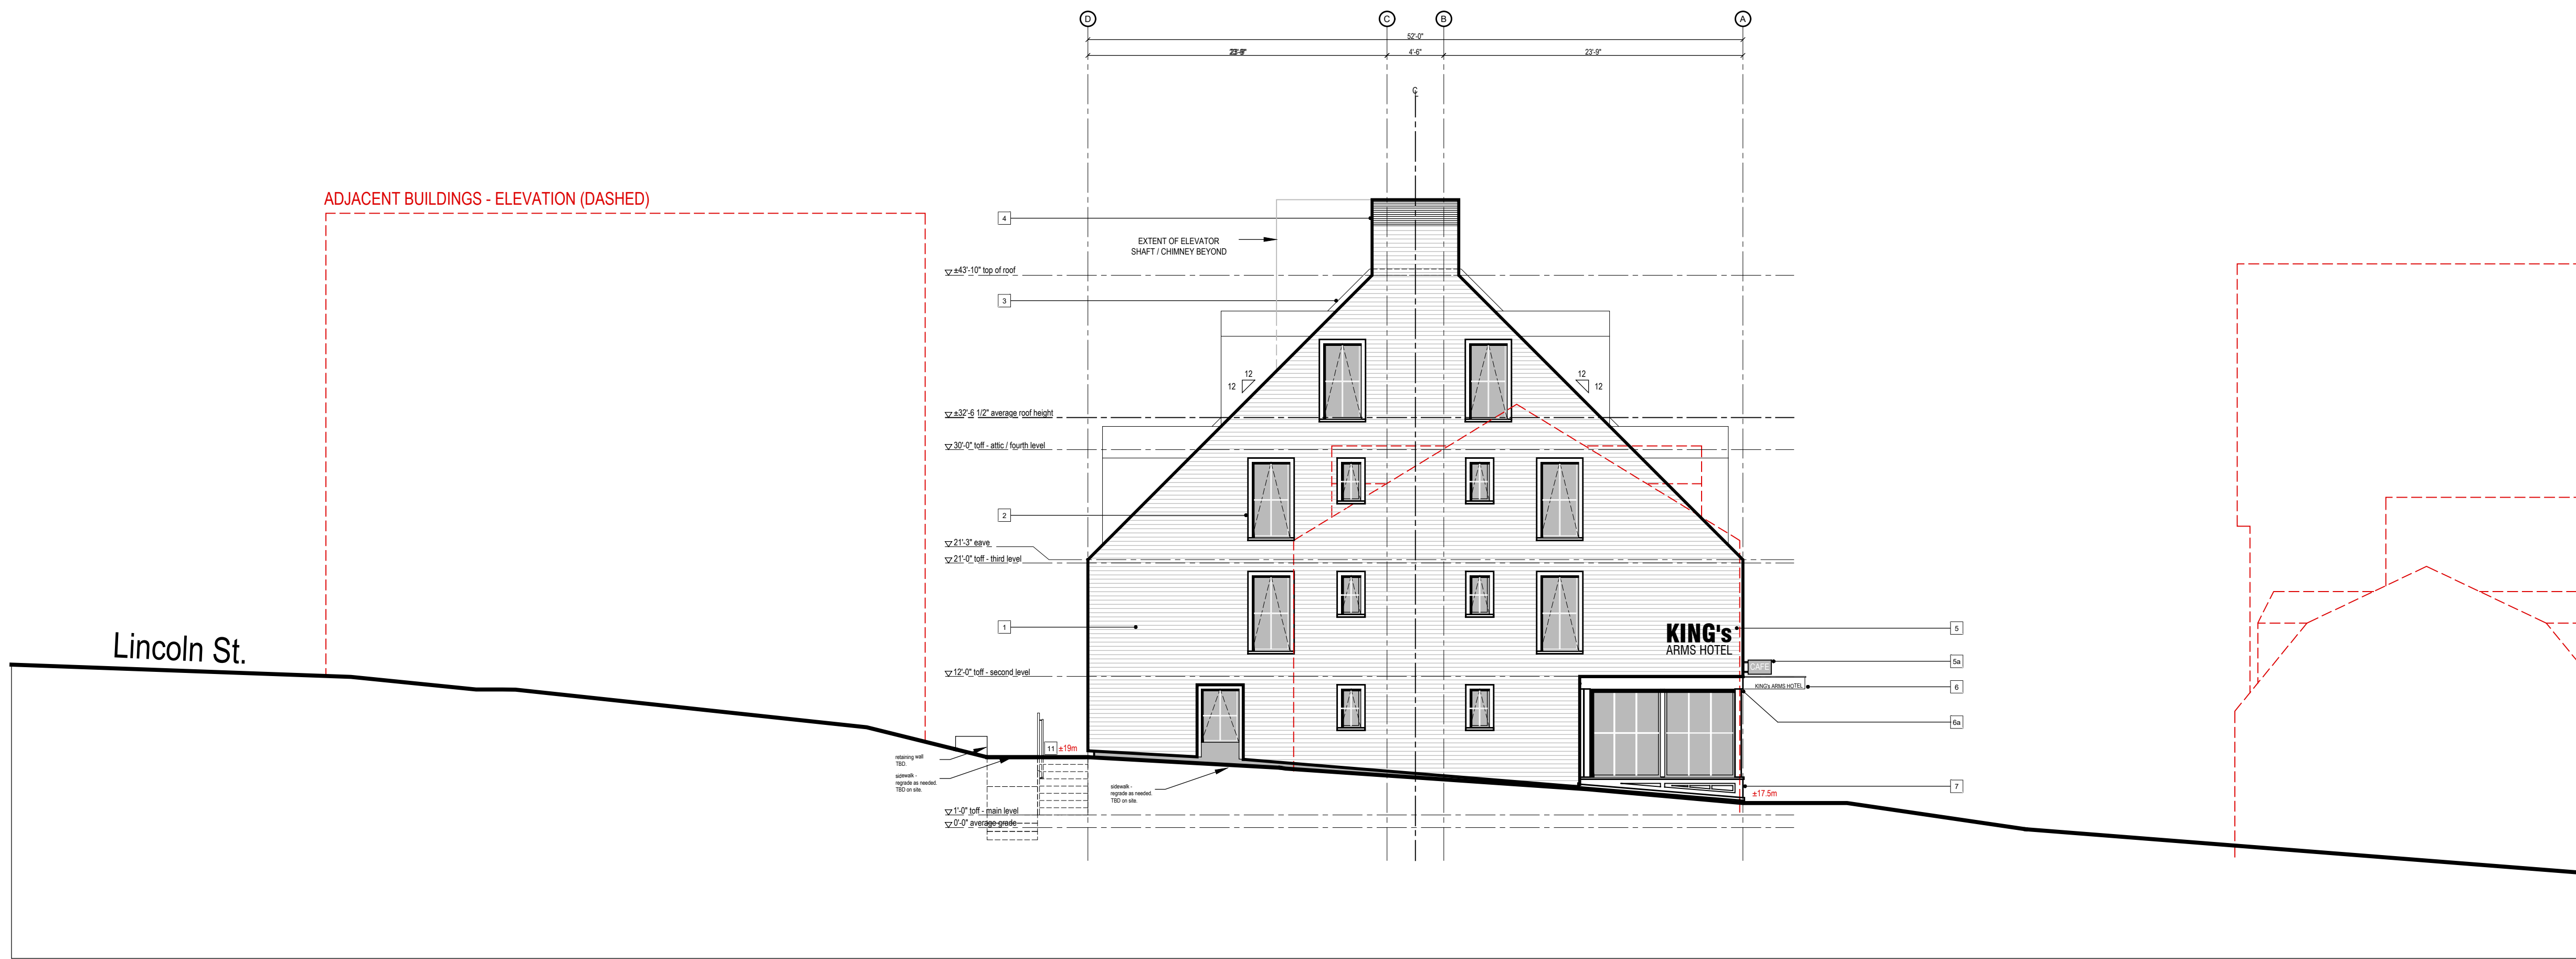 D
C
B
A
52'-0"
4'-6"
23'-9"
ADJACENT BUILDINGS - ELEVATION (DASHED)
4
EXTENT OF ELEVATOR
SHAFT / CHIMNEY BEYOND
±43'-10" top of roof
3
12
12
12
12
±32'-6 1/2" average roof height
30'-0" toff - attic / fourth level
2
21'-3" eave
21'-0" toff - third level
1
KING's
ARMS HOTEL
5
Lincoln St.
CAFE
5a
12'-0" toff - second level
KING's ARMS HOTEL
6
6a
11
±19m
retaining wall
TBD.
sidewalk -
regrade as needed.
TBD on site.
sidewalk -
regrade as needed.
TBD on site.
7
±17.5m
1'-0" toff - main level
0'-0" average grade